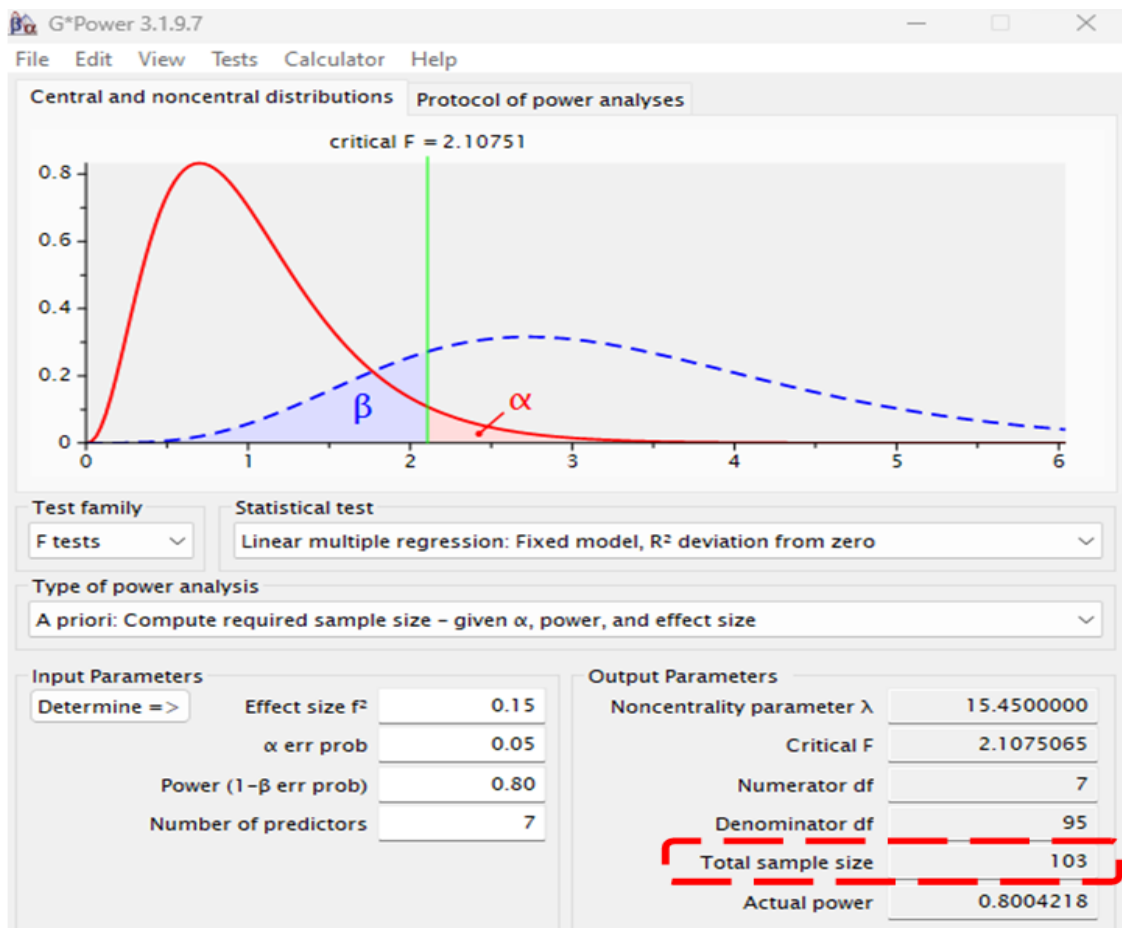 G*Power 3.1.9.7
File Edit View Tests Calculator Help
Central and noncentral distributions Protocol of power analyses
critical F = 2.10751
0.8
0.6
0.4
0.2
0
β
α
0 1 2 3 4 5 6
Test family Statistical test
F tests Linear multiple regression: Fixed model, R² deviation from zero
Type of power analysis
A priori: Compute required sample size – given α, power, and effect size
Input Parameters Output Parameters
Determine => Effect size f² 0.15 Noncentrality parameter λ 15.4500000
α err prob 0.05 Critical F 2.1075065
Power (1-β err prob) 0.80 Numerator df 7
Number of predictors 7 Denominator df 95
Total sample size 103
Actual power 0.8004218